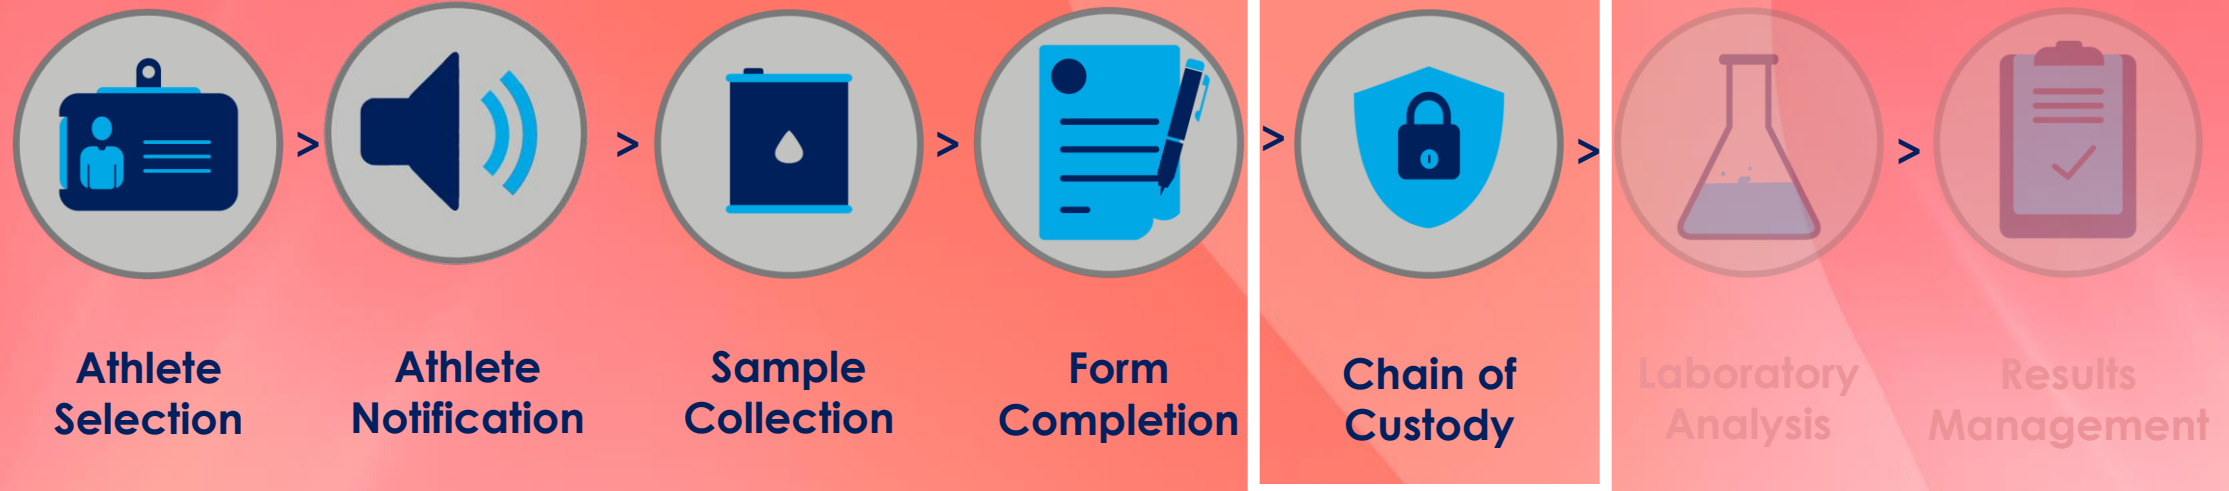 >
>
>
>
>
>
Athlete
Selection
Athlete
Notification
Sample
Collection
Form
Completion
Chain of
Custody
Laboratory
Analysis
Results
Management